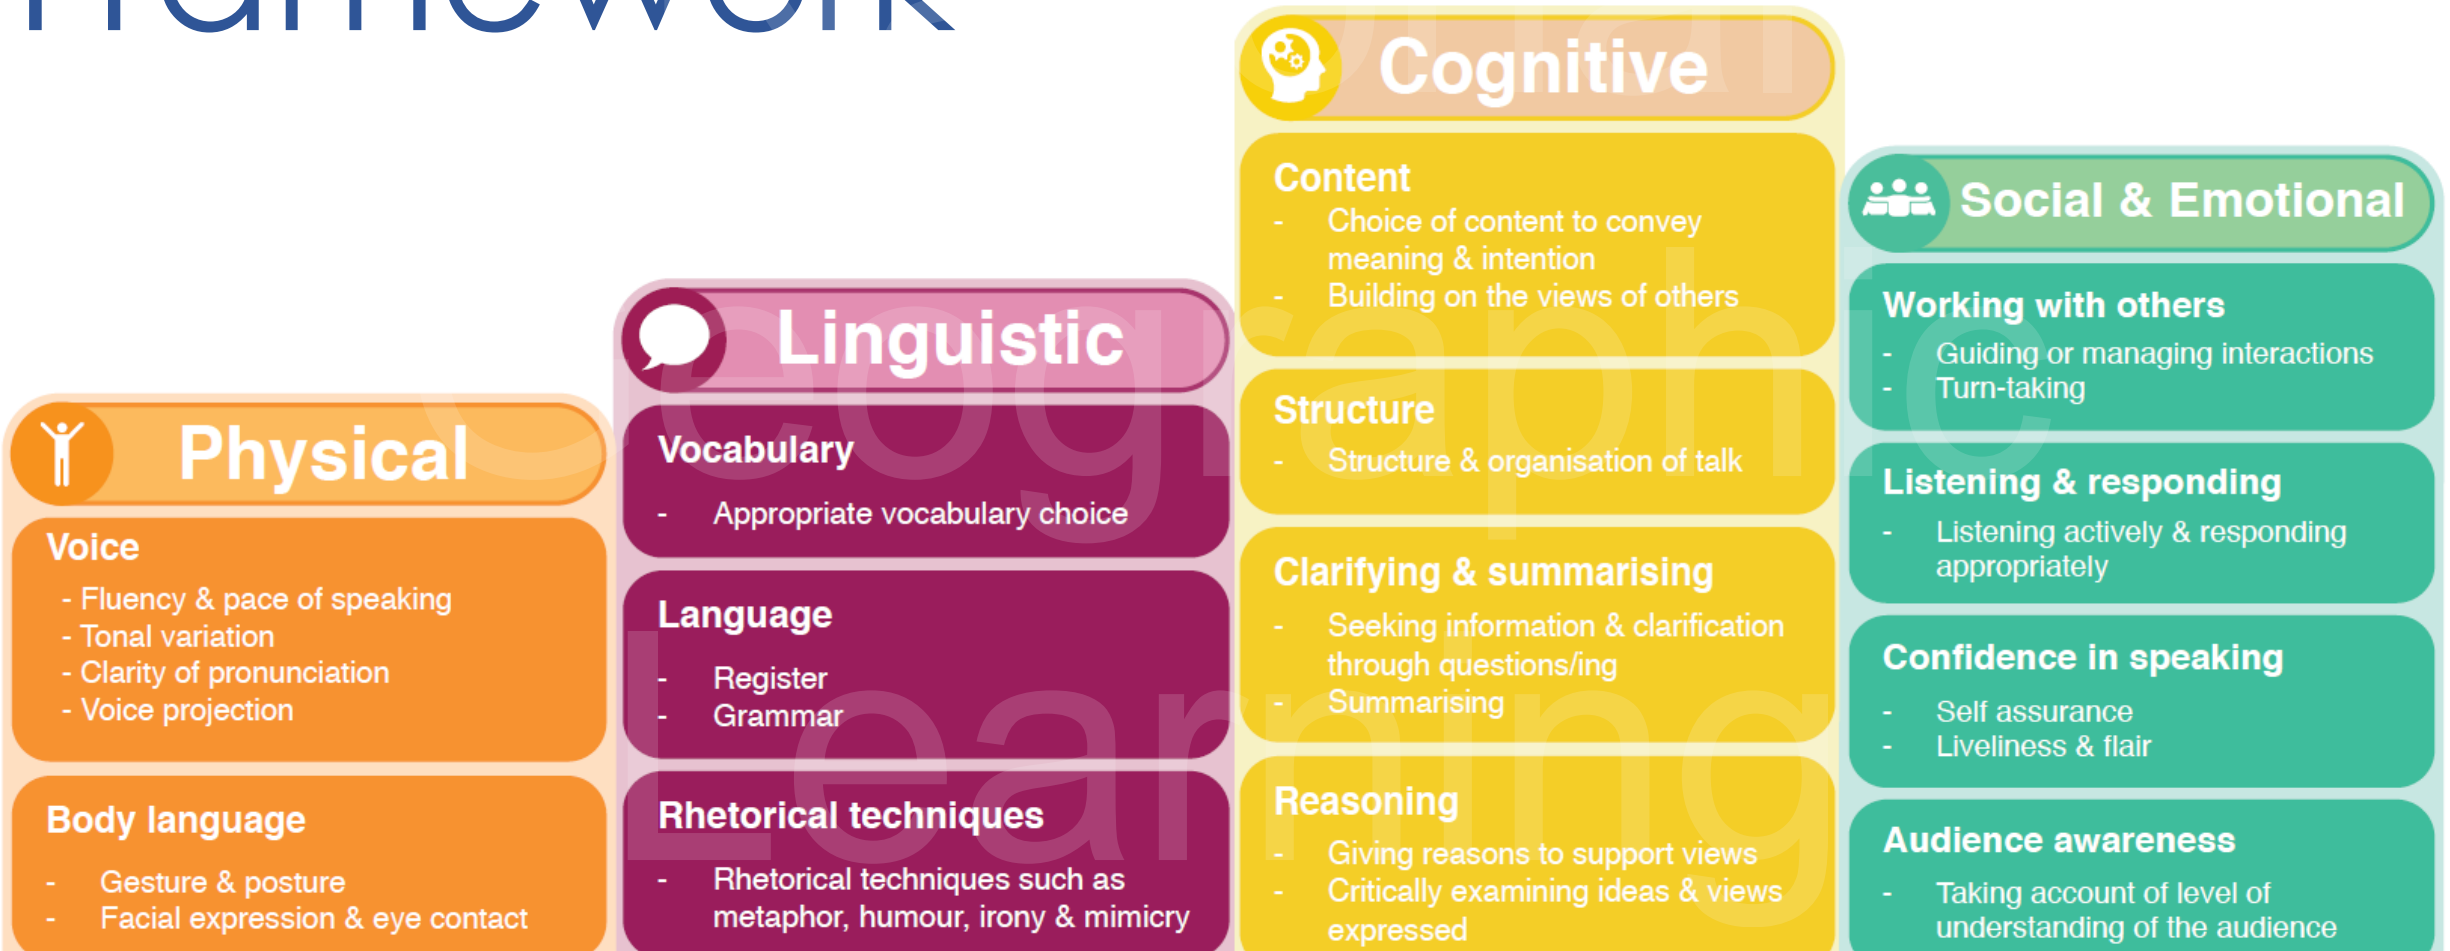 Framework
Physical
Voice
- Fluency & pace of speaking
- Tonal variation
- Clarity of pronunciation
- Voice projection
Body language
- Gesture & posture
- Facial expression & eye contact
Linguistic
Vocabulary
- Appropriate vocabulary choice
Language
- Register
- Grammar
Rhetorical techniques
- Rhetorical techniques such as
metaphor, humour, irony & mimicry
Cognitive
Content
- Choice of content to convey
meaning & intention
- Building on the views of others
Structure
- Structure & organisation of talk
Clarifying & summarising
- Seeking information & clarification
through questions/ing
- Summarising
Reasoning
- Giving reasons to support views
- Critically examining ideas & views
expressed
Social & Emotional
Working with others
- Guiding or managing interactions
- Turn-taking
Listening & responding
- Listening actively & responding
appropriately
Confidence in speaking
- Self assurance
- Liveliness & flair
Audience awareness
- Taking account of level of
understanding of the audience
Geographic
Learning